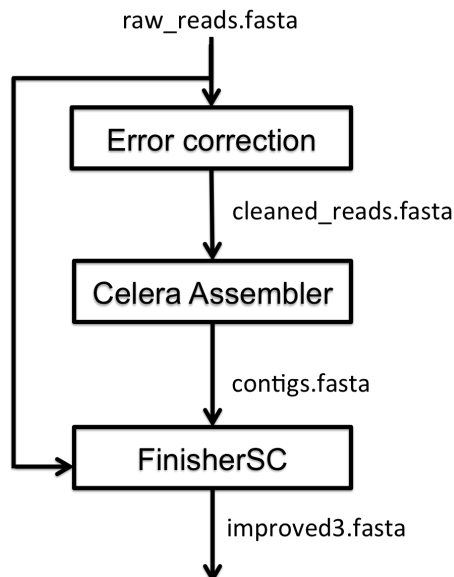 raw_reads.fasta
Error correction
cleaned_reads.fasta
Celera Assembler
contigs.fasta
FinisherSC
improved3.fasta